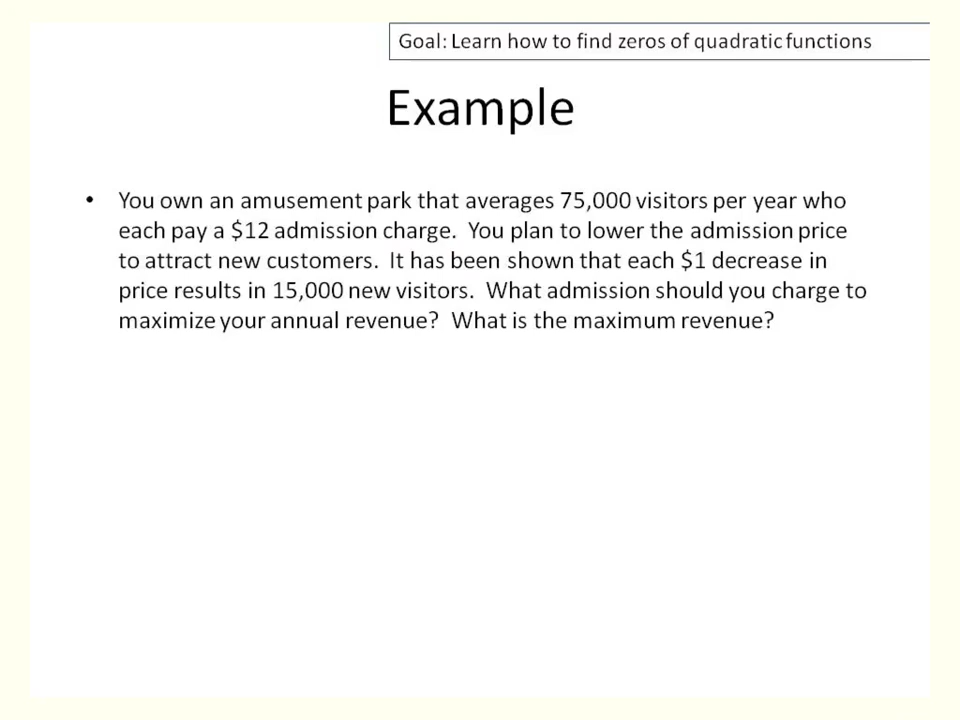 Goal: Learn how to find zeros of quadratic functions
Example
• You own an amusement park that averages 75,000 visitors per year who
each pay a $12 admission charge. You plan to lower the admission price
to attract new customers. It has been shown that each $1 decrease in
price results in 15,000 new visitors. What admission should you charge to
maximize your annual revenue? What is the maximum revenue?